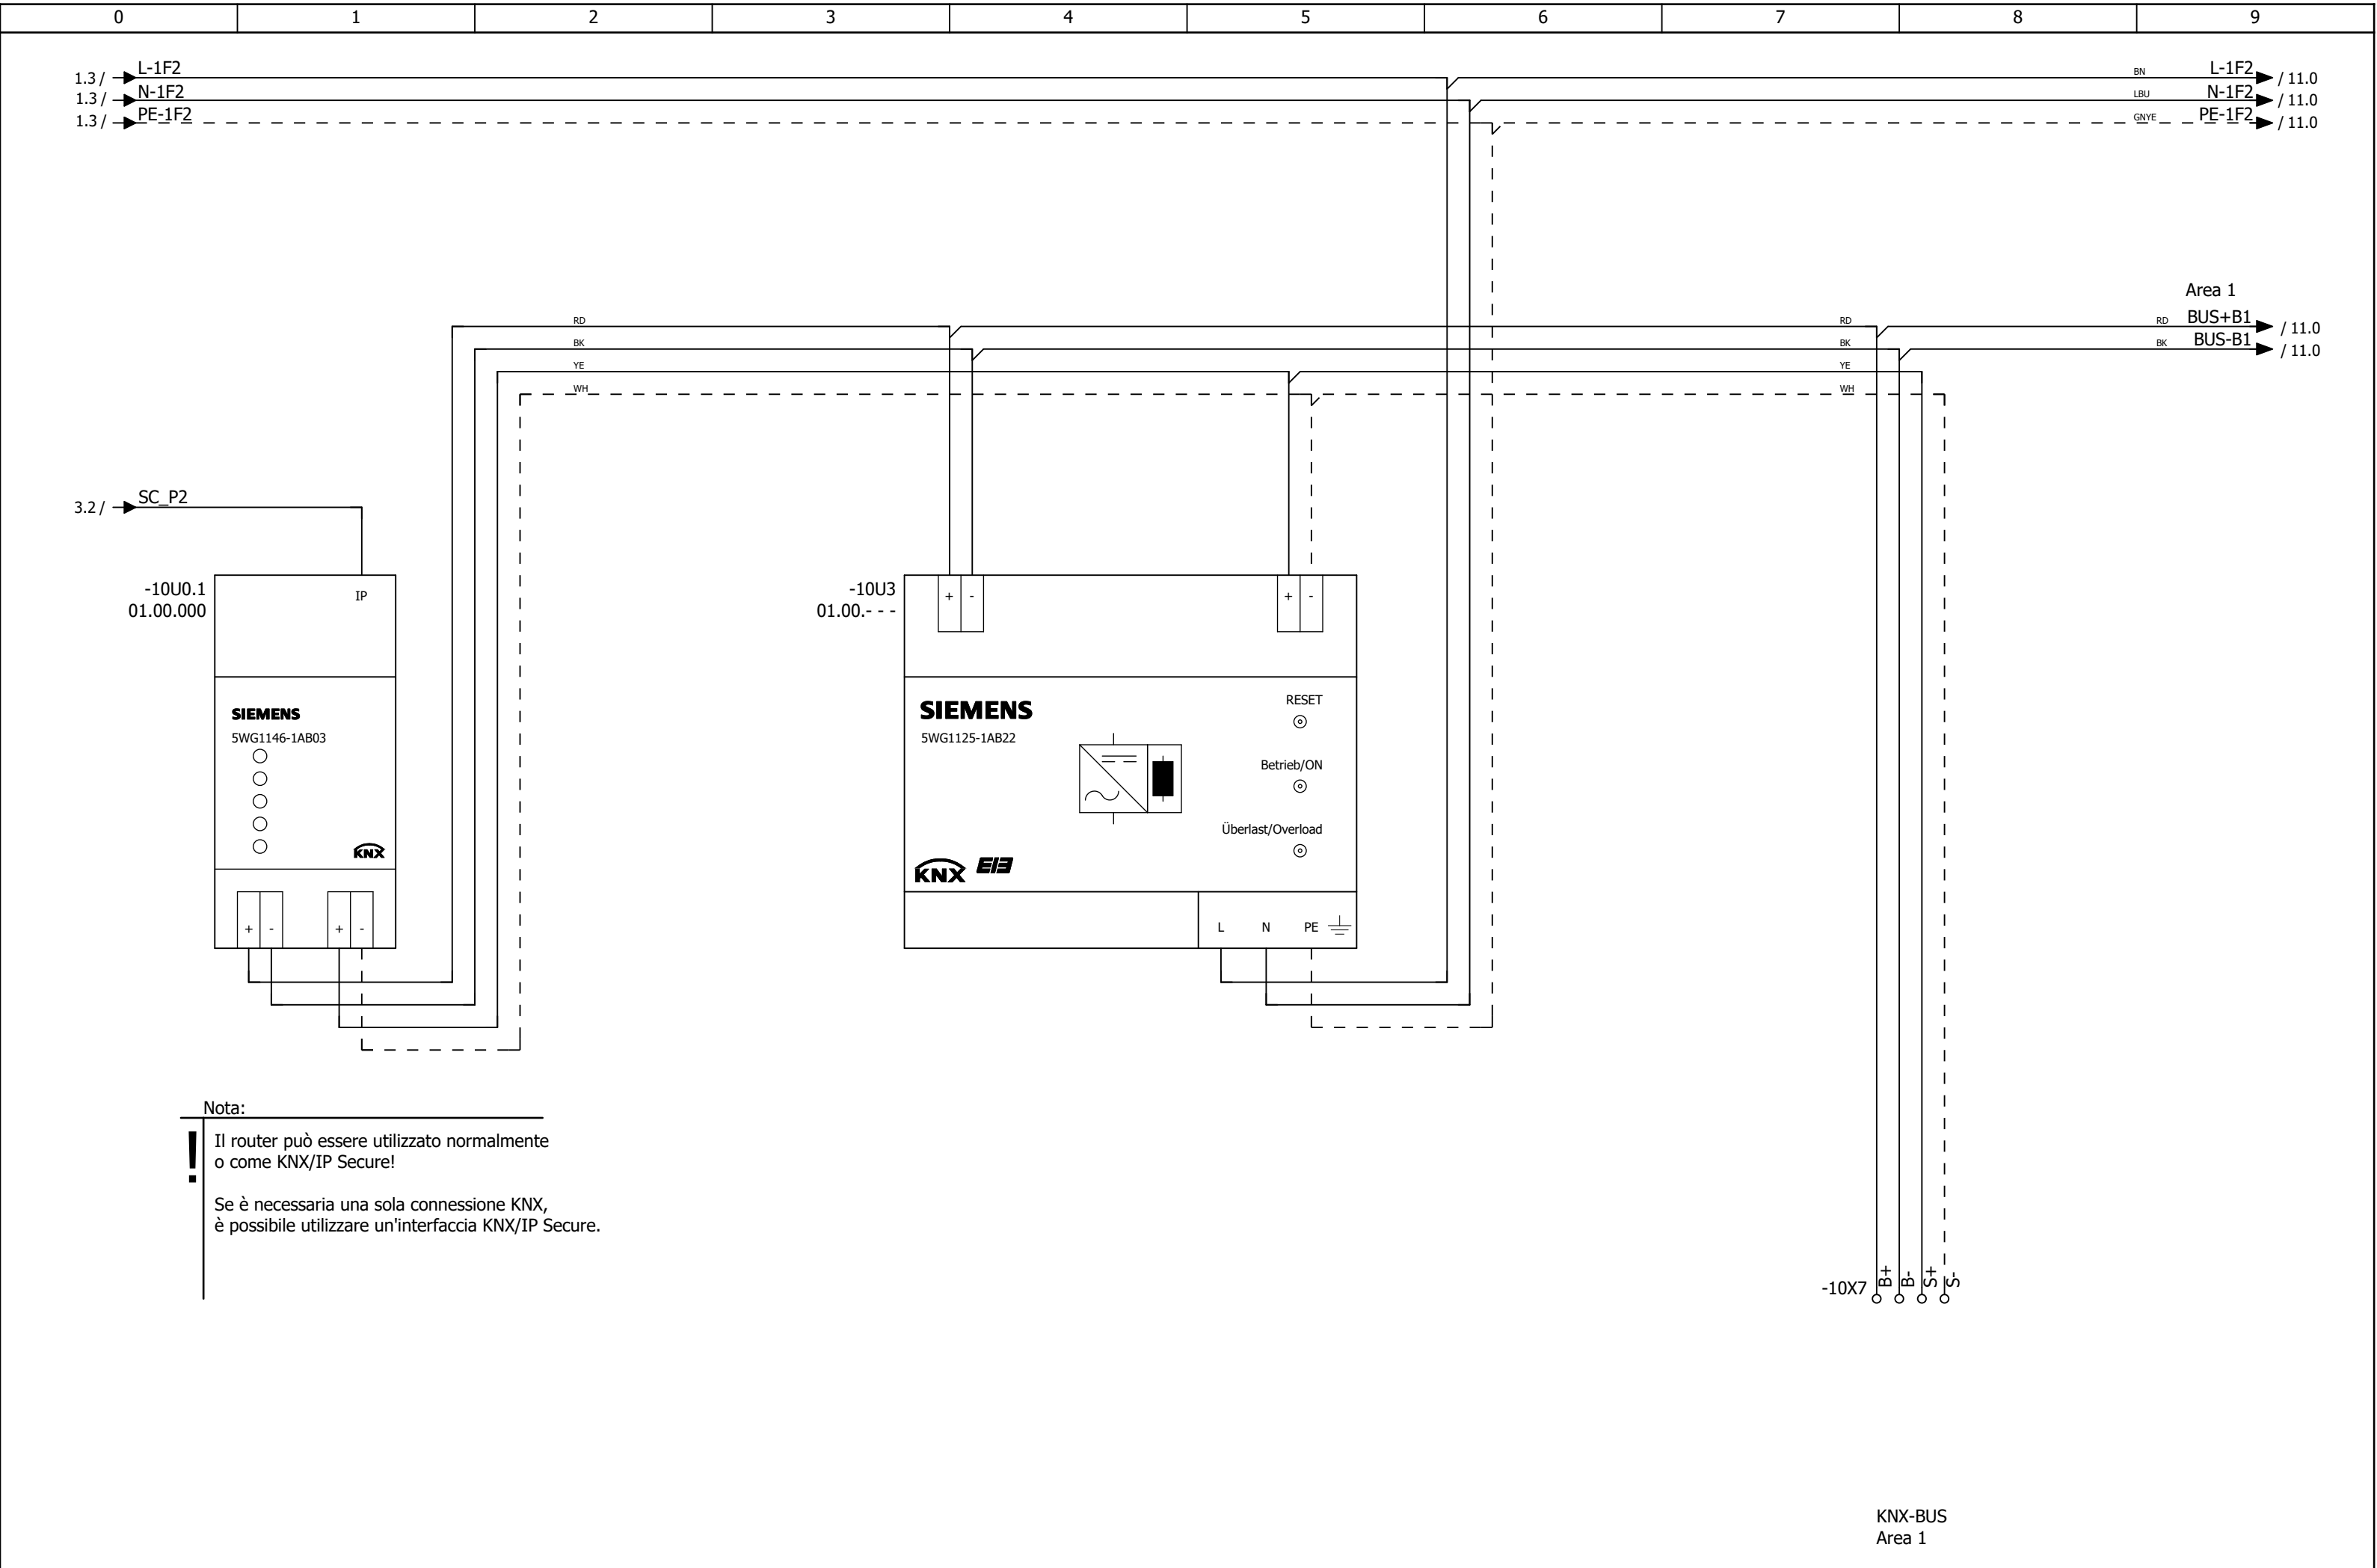 0 1 2 3 4 5 6 7 8 9
1.3 / L-1F2 BN L-1F2 / 11.0
1.3 / N-1F2 LBU N-1F2 / 11.0
1.3 / PE-1F2 GNYE PE-1F2 / 11.0
Area 1
RD RD RD BUS+B1 / 11.0
BK BK BK BUS-B1 / 11.0
YE YE
WH WH
3.2 / SC_P2
-10U0.1
01.00.000
IP
SIEMENS
5WG1146-1AB03
KNX
+ - + -
-10U3
01.00.- - -
+ - + -
SIEMENS
5WG1125-1AB22
RESET
Betrieb/ON
Überlast/Overload
KNX EIB
L N PE
Nota:
! Il router può essere utilizzato normalmente
o come KNX/IP Secure!
Se è necessaria una sola connessione KNX,
è possibile utilizzare un'interfaccia KNX/IP Secure.
-10X7 B+ B- S+ S-
KNX-BUS
Area 1